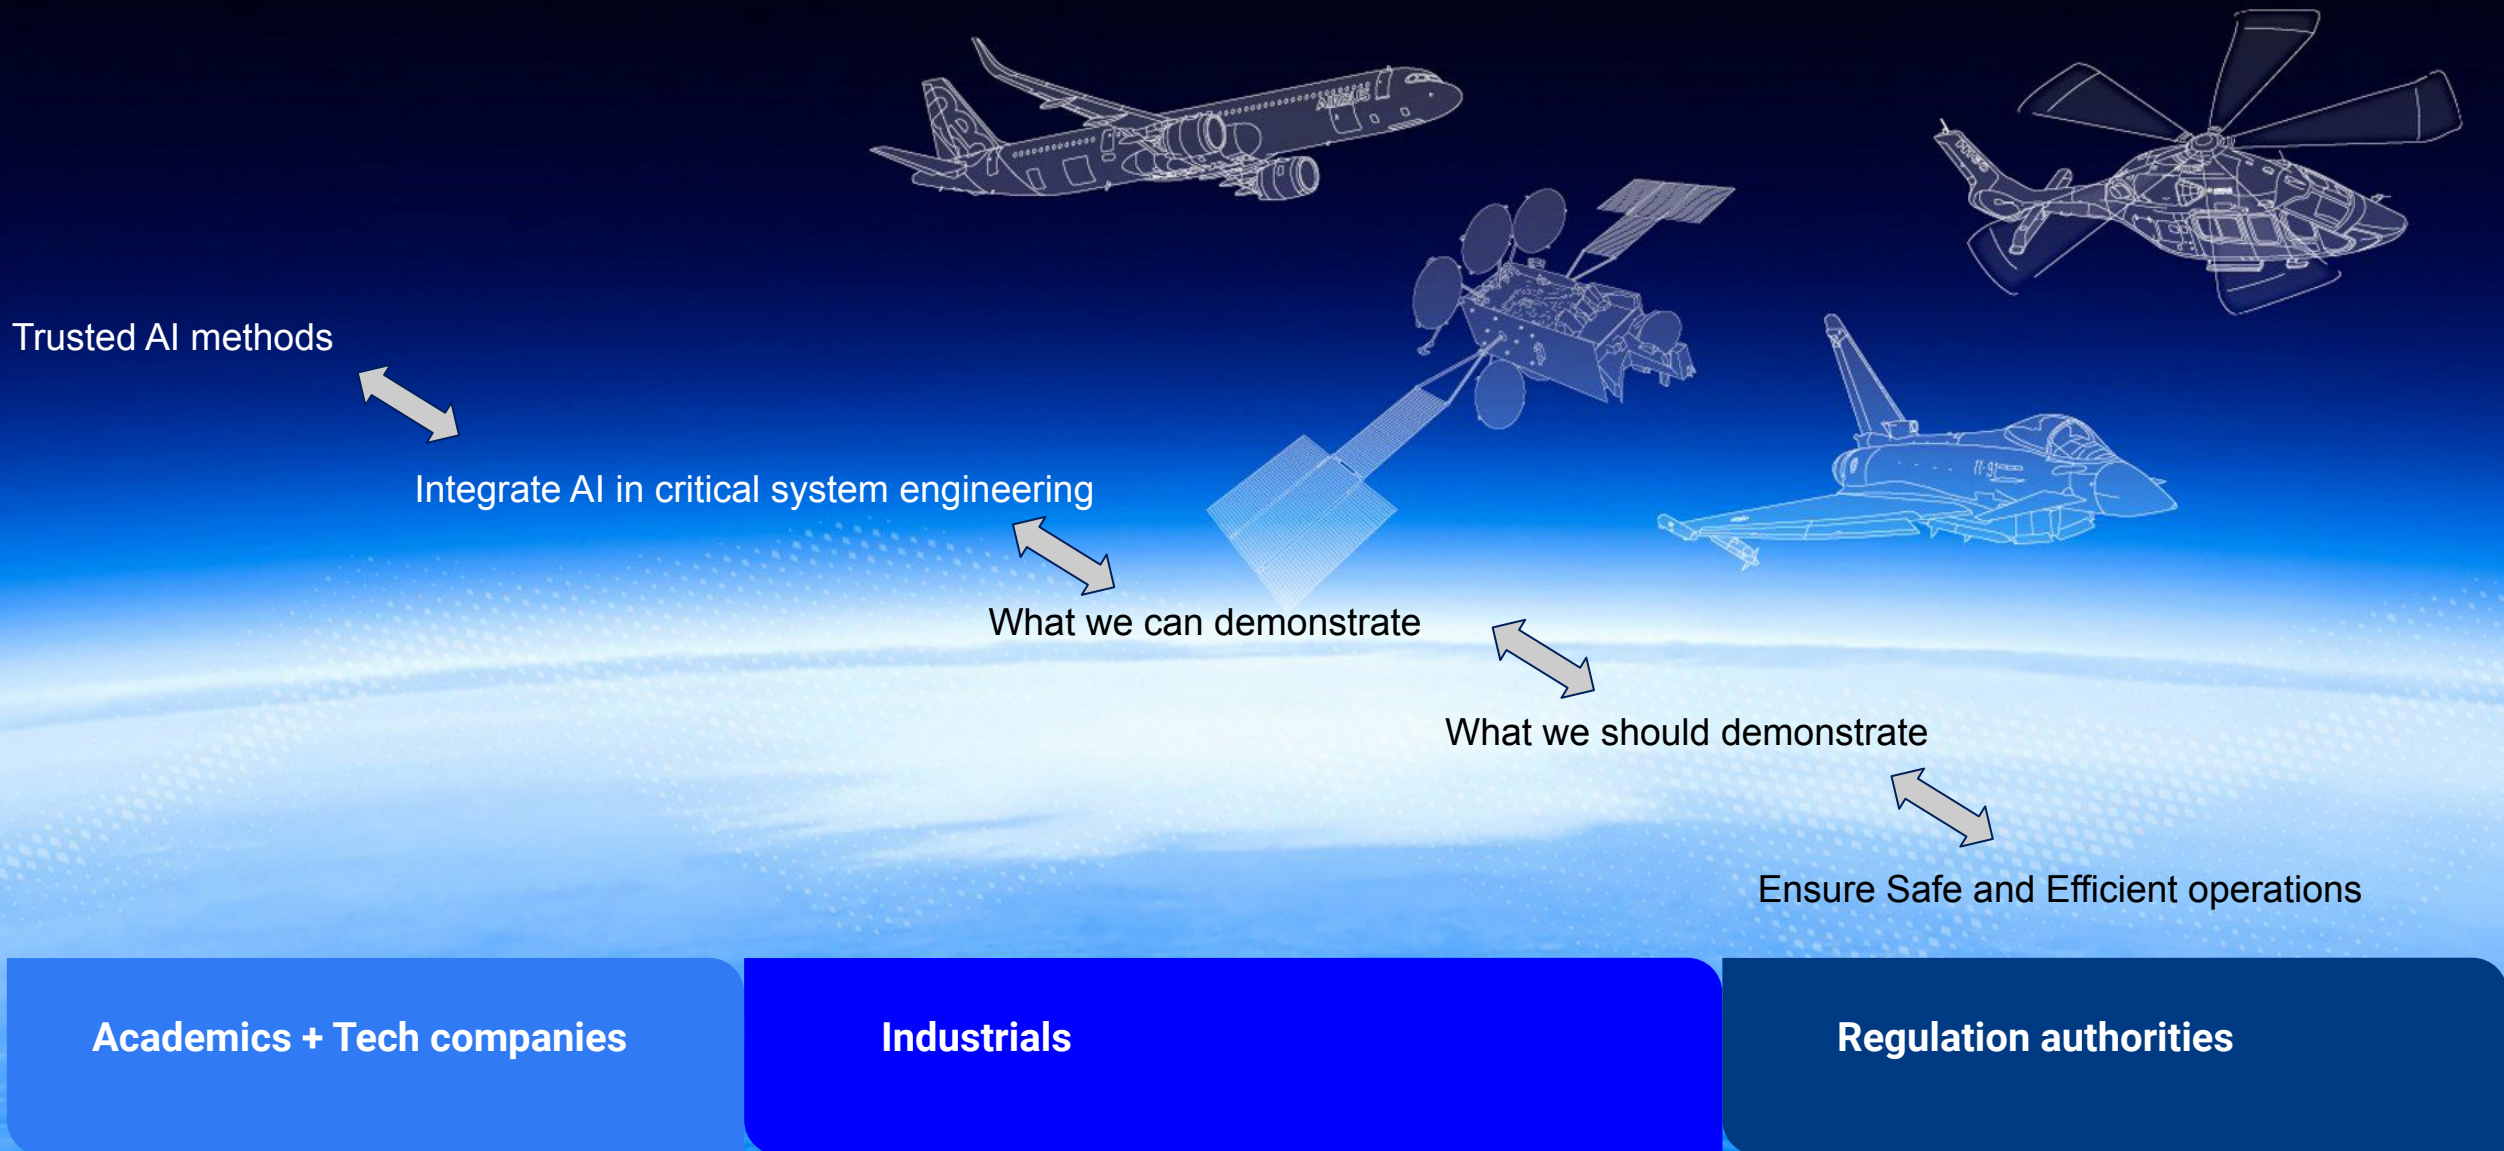 AIRBUS
Trusted AI methods
Integrate AI in critical system engineering
What we can demonstrate
What we should demonstrate
Ensure Safe and Efficient operations
Academics + Tech companies
Industrials
Regulation authorities